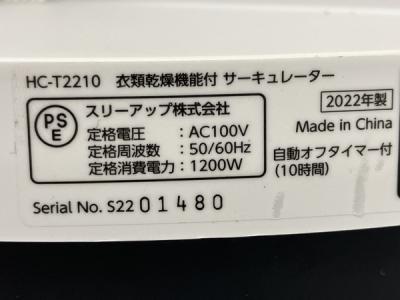 HC-T2210 衣類乾燥機能付 サーキュレーター
PS
E
スリーアップ株式会社
定格電圧 : AC100V
定格周波数 : 50/60Hz
定格消費電力 : 1200W
2022年製
Made in China
自動オフタイマー付
(10時間)
Serial No. S22 01480